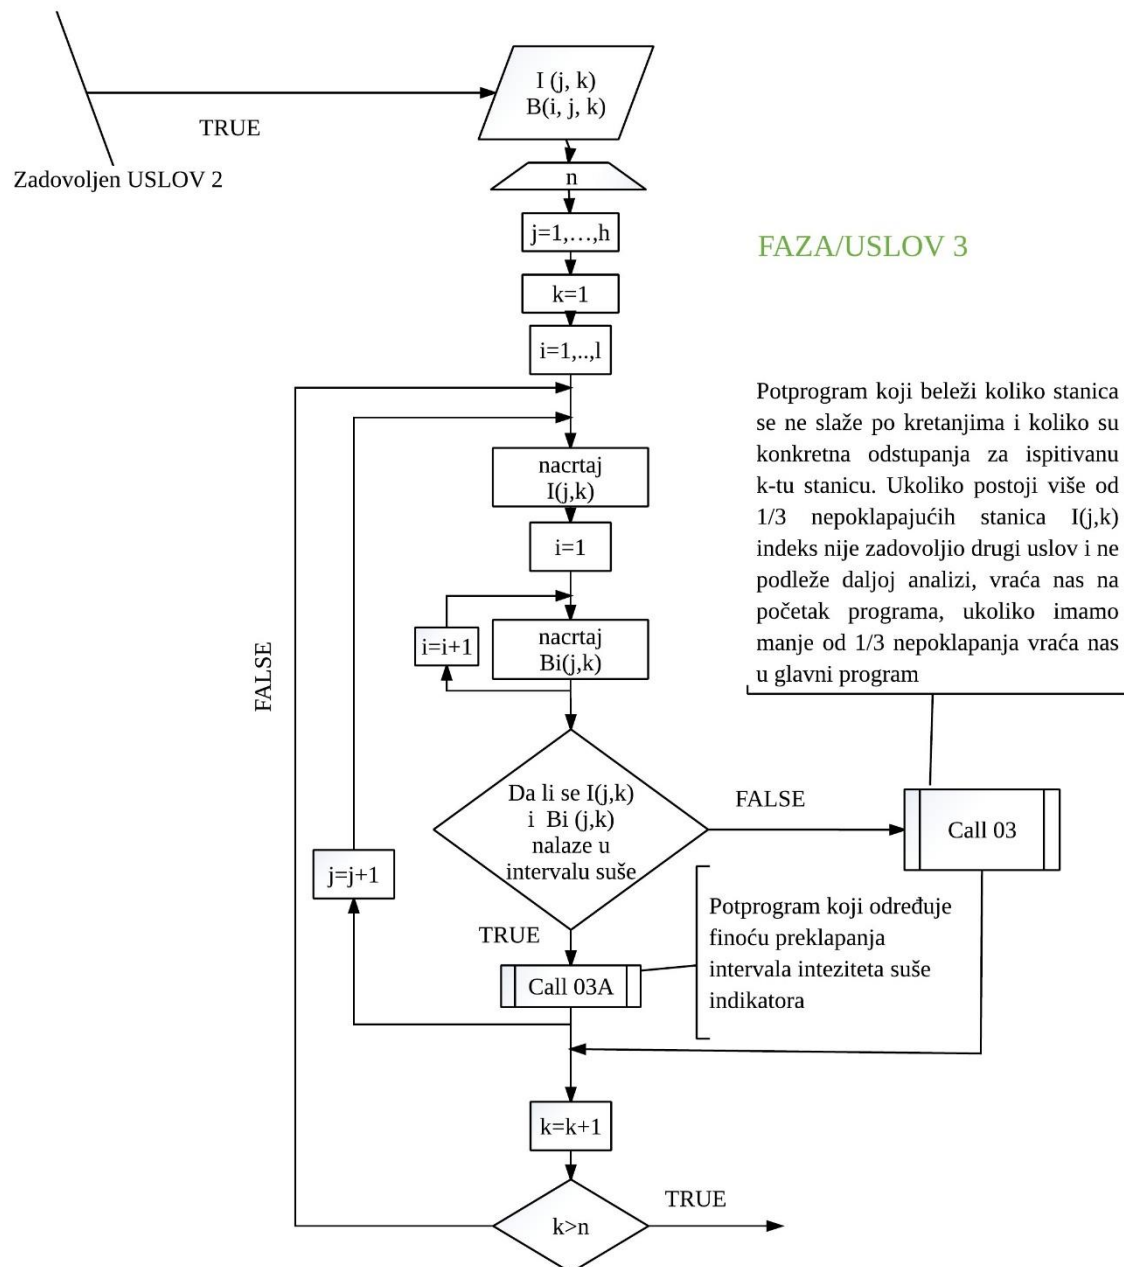 I (j, k)
B(i, j, k)
TRUE
Zadovoljen USLOV 2
n
j=1,…,h
FAZA/USLOV 3
k=1
i=1,..,l
Potprogram koji beleži koliko stanica
se ne slaže po kretanjima i koliko su
konkretna odstupanja za ispitivanu
k-tu stanicu. Ukoliko postoji više od
1/3 nepoklapajućih stanica I(j,k)
indeks nije zadovoljio drugi uslov i ne
podleže daljoj analizi, vraća nas na
početak programa, ukoliko imamo
manje od 1/3 nepoklapanja vraća nas
u glavni program
nacrtaj
I(j,k)
i=1
i=i+1
nacrtaj
Bi(j,k)
FALSE
Da li se I(j,k)
i Bi (j,k)
nalaze u
intervalu suše
FALSE
Call 03
j=j+1
TRUE
Call 03A
Potprogram koji određuje
finoću preklapanja
intervala inteziteta suše
indikatora
k=k+1
k>n
TRUE